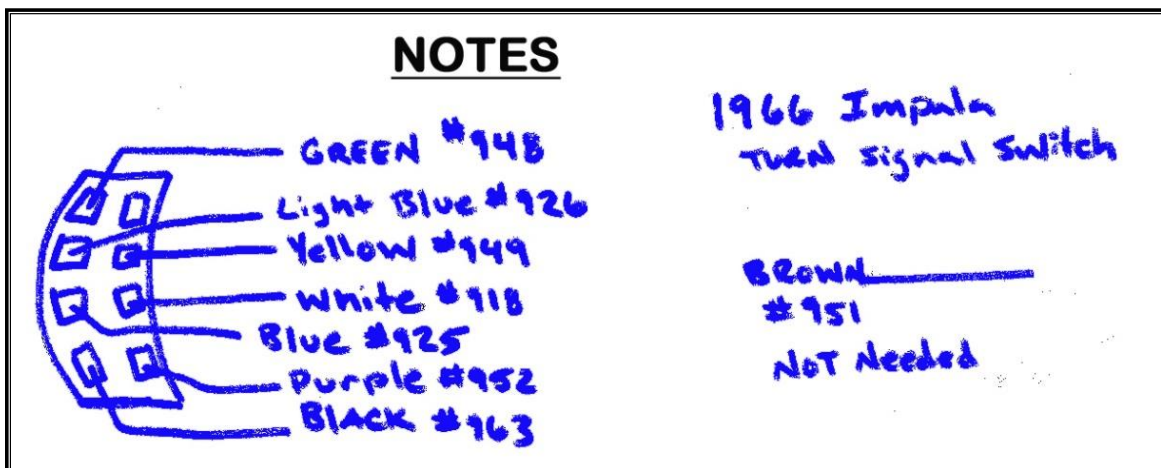 NOTES
GREEN #948
Light Blue #926
Yellow #949
White #918
Blue #925
Purple #952
BLACK #963
1966 Impala
Turn Signal Switch
BROWN
#951
NoT Needed